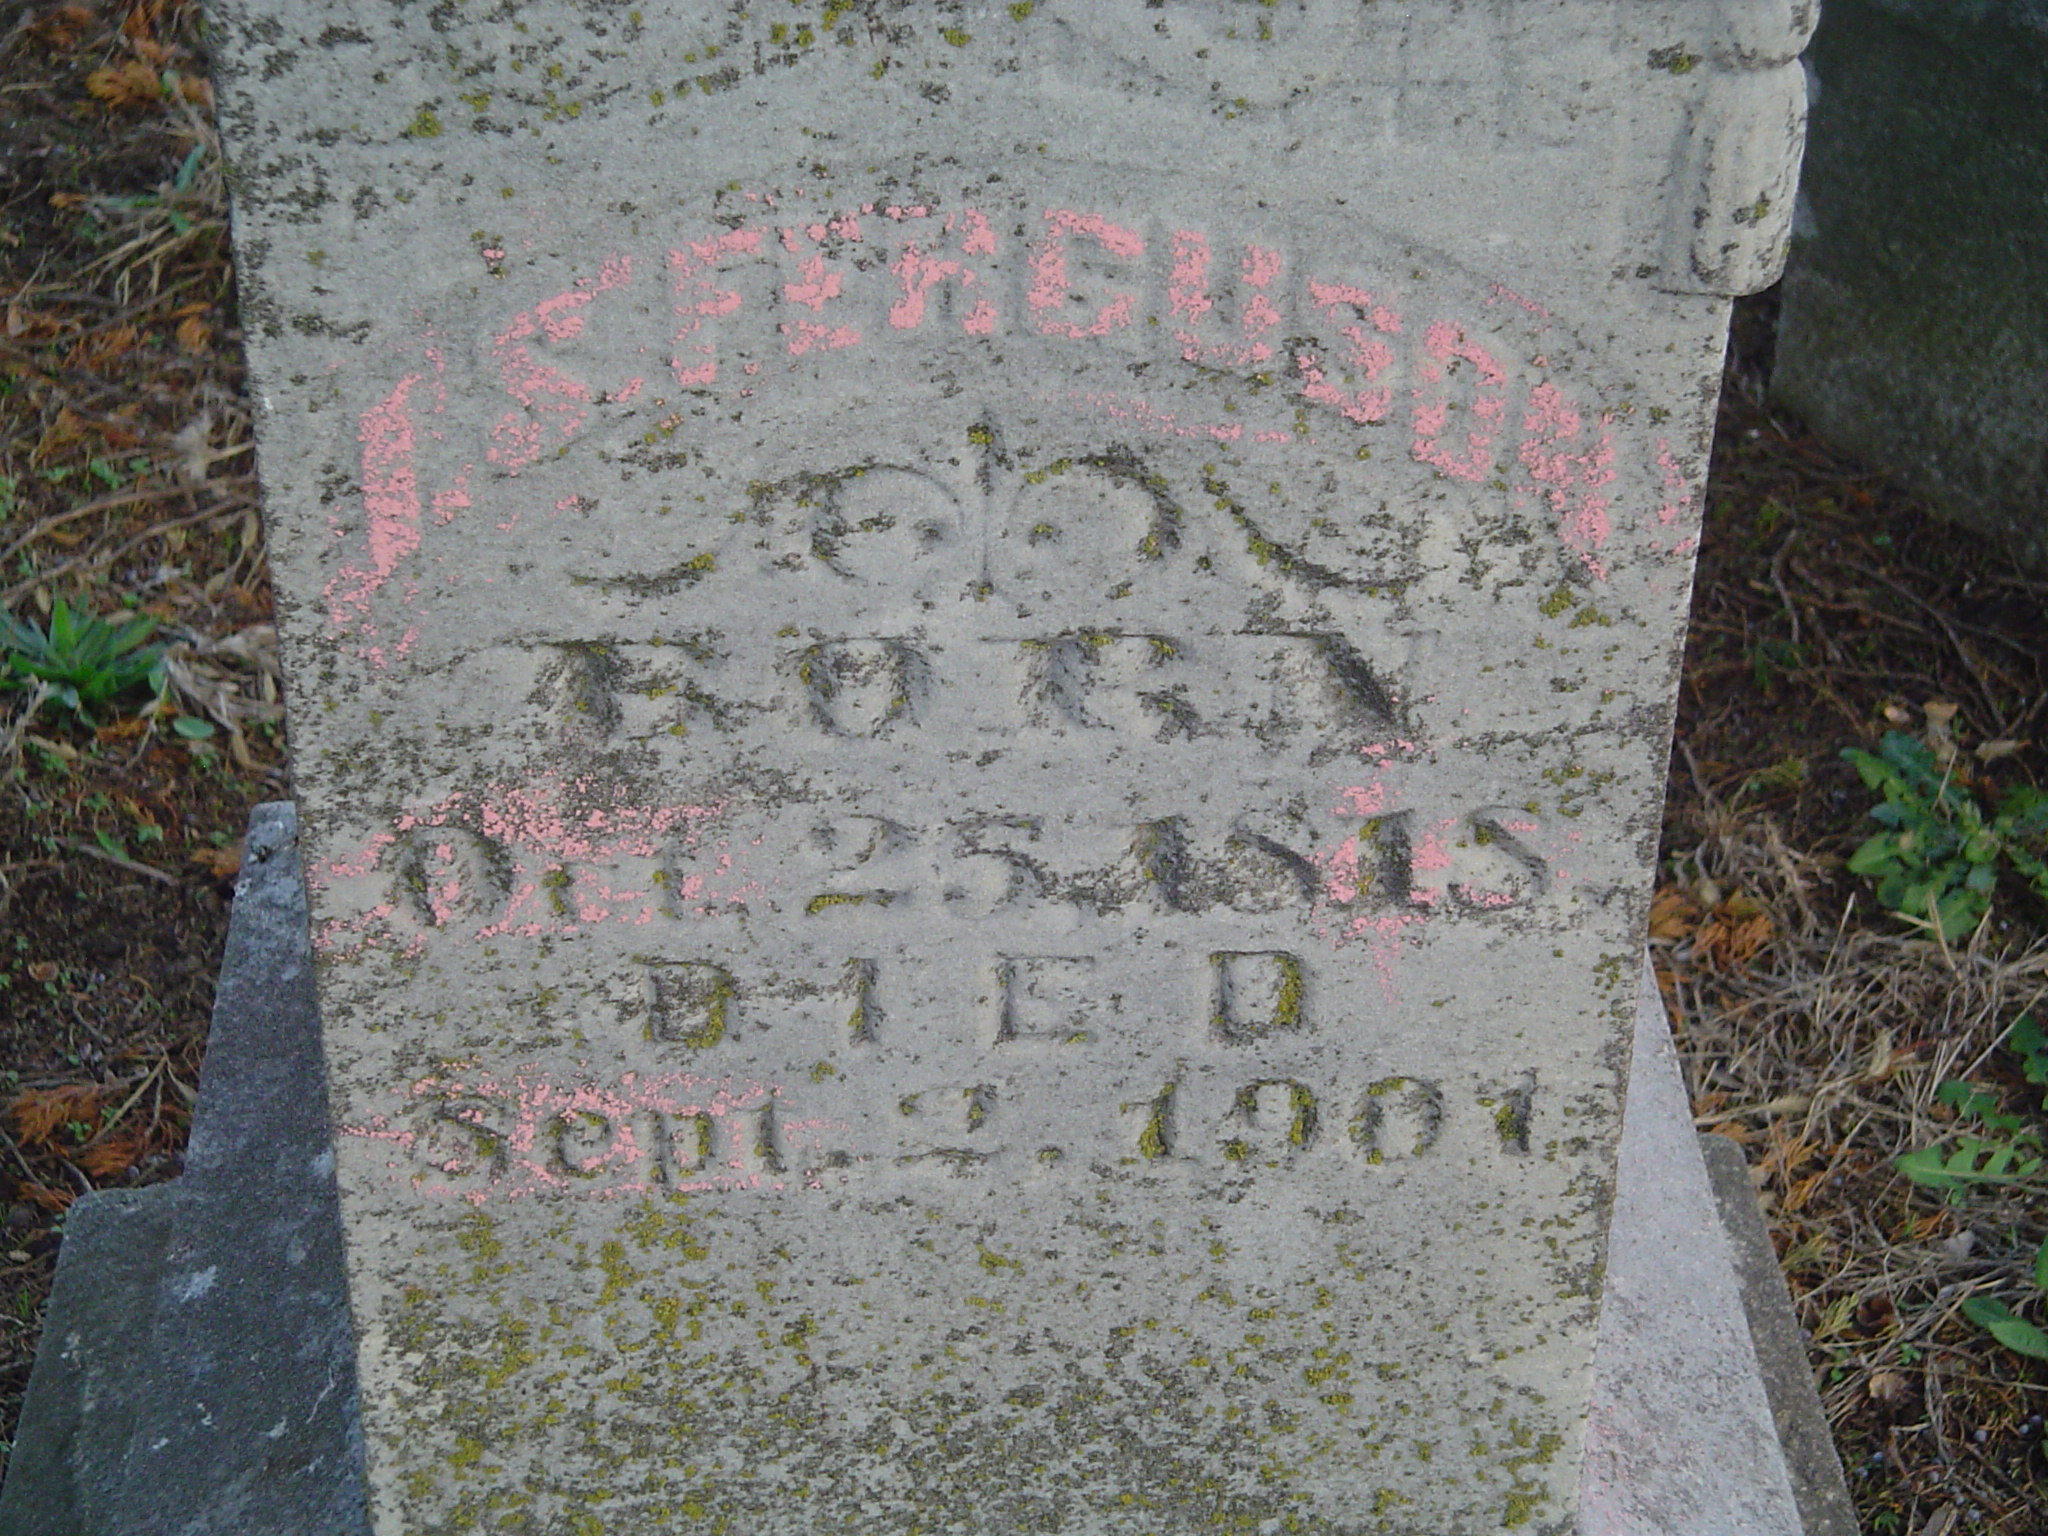 FERGUSON
BORN
Oct. 25, 1818
DIED
Sept. 2. 1901